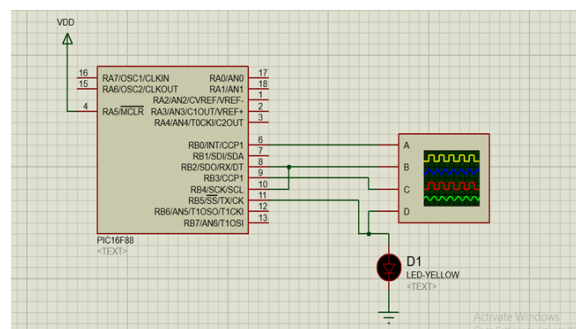 VDD
16 RA7/OSC1/CLKIN RA0/AN0 17
15 RA6/OSC2/CLKOUT RA1/AN1 18
RA2/AN2/CVREF/VREF- 1
4 RA5/MCLR RA3/AN3/C1OUT/VREF+ 2
RA4/AN4/T0CKI/C2OUT 3
RB0/INT/CCP1 6 A
RB1/SDI/SDA 7
RB2/SDO/RX/DT 8 B
RB3/CCP1 9 C
RB4/SCK/SCL 10
RB5/SS/TX/CK 11 D
RB6/AN5/T1OSO/T1CKI 12
RB7/AN6/T1OSI 13
PIC16F88
<TEXT>
D1
LED-YELLOW
<TEXT>
Activate Windows